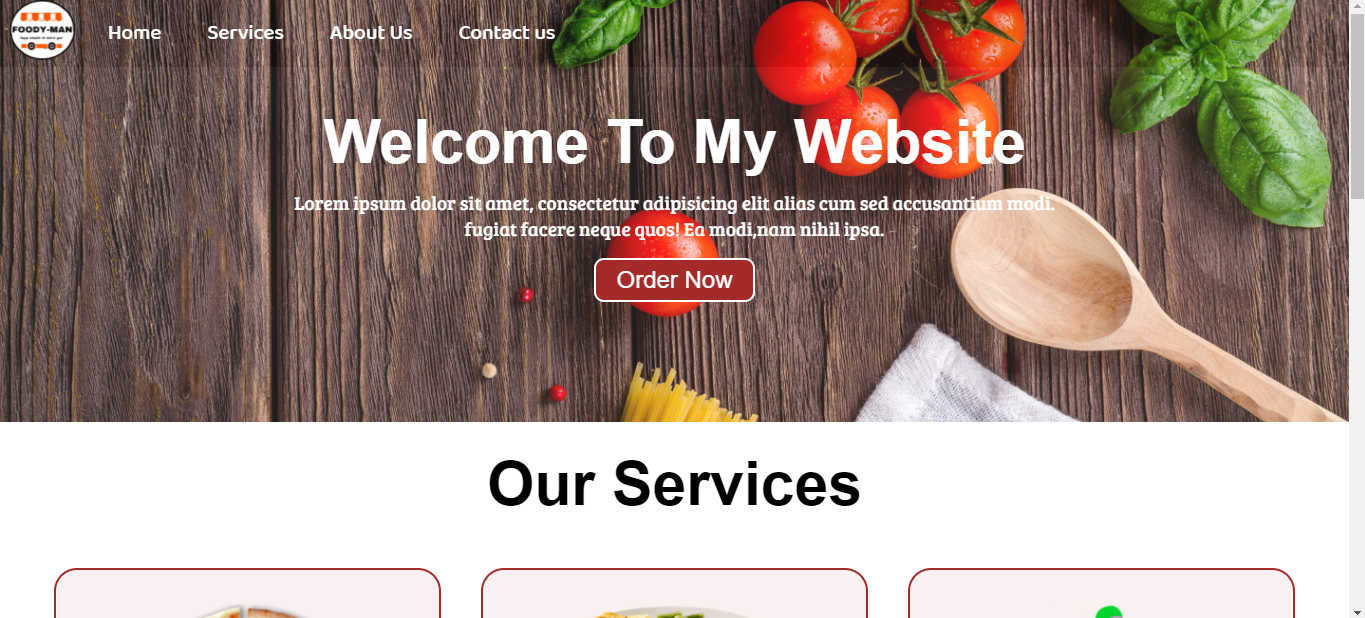 FOODY-MAN
Home
Services
About Us
Contact us
Welcome To My Website
Lorem ipsum dolor sit amet, consectetur adipisicing elit alias cum sed accusantium modi.
fugiat facere neque quos! Ea modi,nam nihil ipsa.
Order Now
Our Services